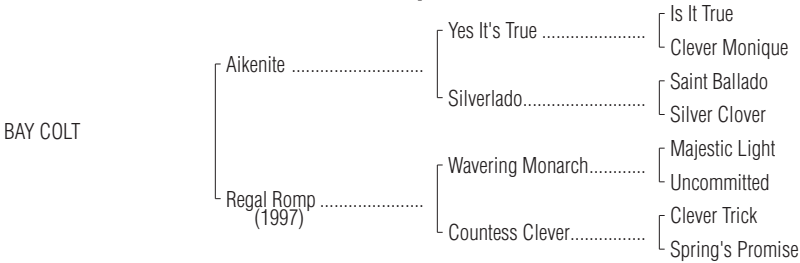 Is It True
Yes It's True ......................
Clever Monique
Aikenite ............................
Saint Ballado
Silverlado..........................
Silver Clover
BAY COLT
Majestic Light
Wavering Monarch............
Uncommitted
Regal Romp ......................
(1997)
Clever Trick
Countess Clever................
Spring's Promise